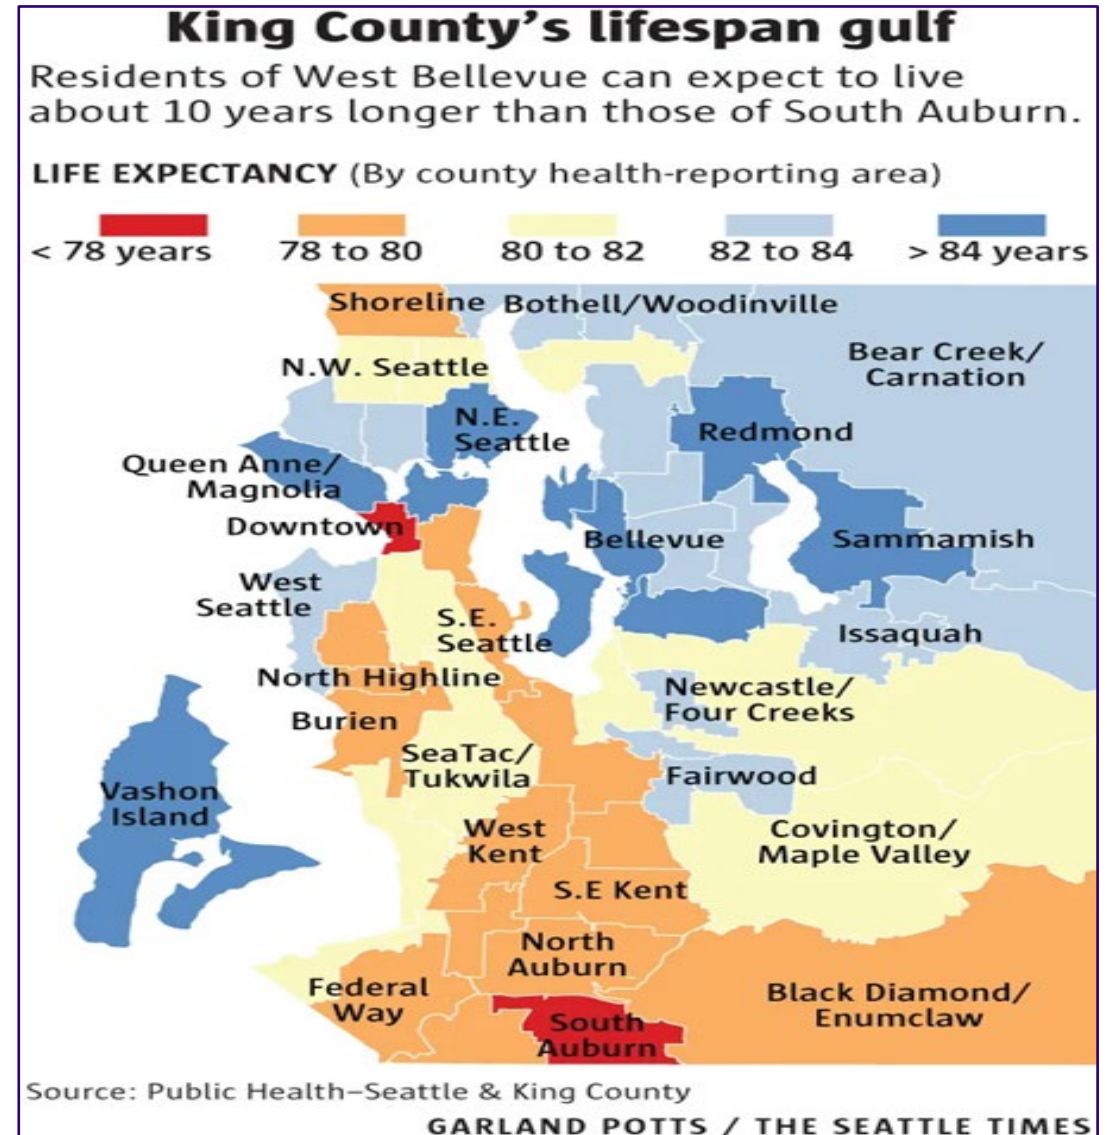 King County's lifespan gulf
Residents of West Bellevue can expect to live
about 10 years longer than those of South Auburn.
LIFE EXPECTANCY (By county health-reporting area)
< 78 years
78 to 80
80 to 82
82 to 84
> 84 years
Shoreline
Bothell/Woodinville
Bear Creek/
Carnation
N.W. Seattle
N.E.
Seattle
Redmond
Queen Anne/
Magnolia
Downtown
Bellevue
Sammamish
West
Seattle
S.E.
Seattle
Issaquah
North Highline
Newcastle/
Four Creeks
Burien
SeaTac/
Tukwila
Fairwood
Vashon
Island
West
Kent
Covington/
Maple Valley
S.E Kent
North
Auburn
Federal
Way
Black Diamond/
Enumclaw
South
Auburn
Source: Public Health–Seattle & King County
GARLAND POTTS / THE SEATTLE TIMES